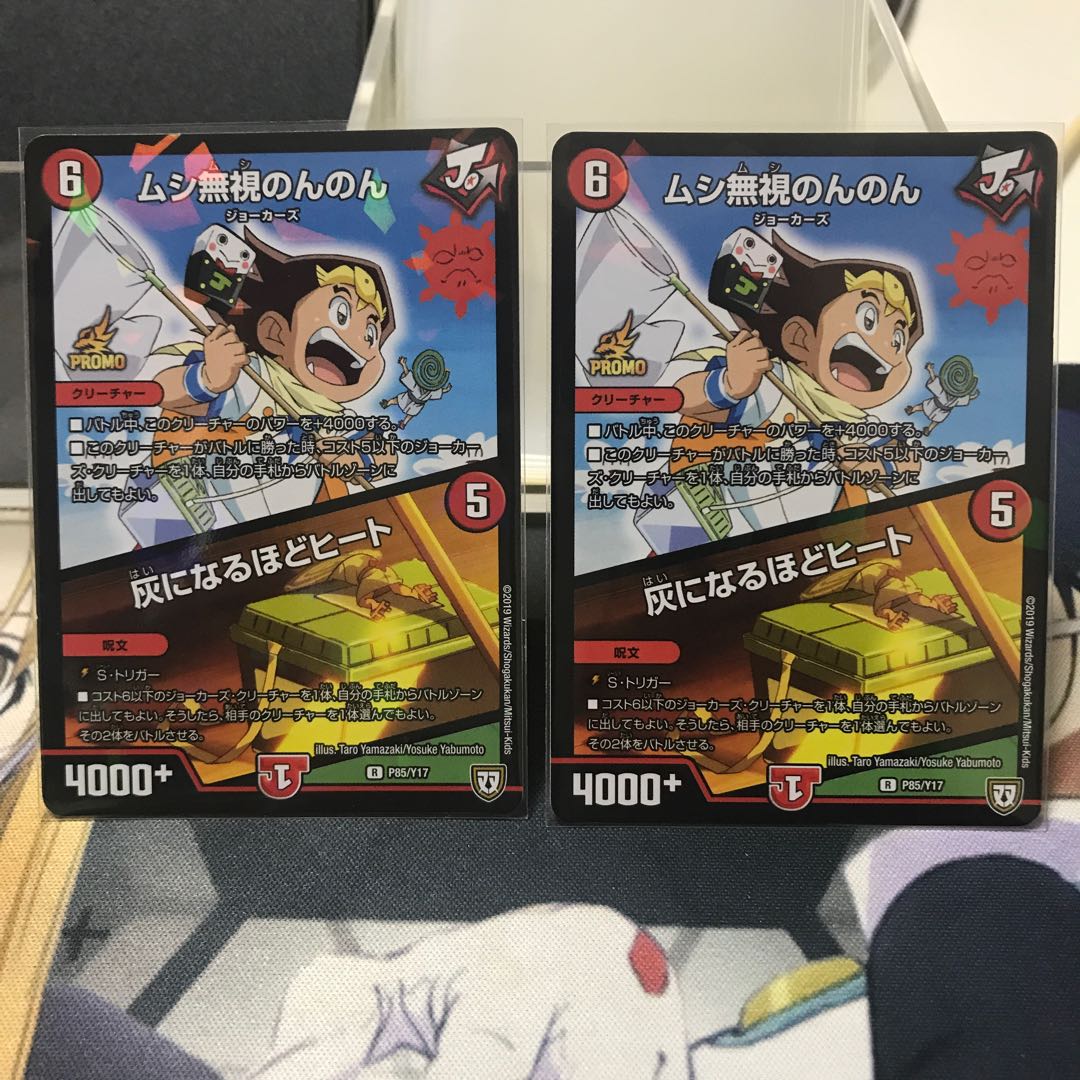 6
ムシ無視のんのん
ムシ
ジョーカーズ
J
PROMO
クリーチャー
■バトル中、このクリーチャーのパワーを+4000する。
■このクリーチャーがバトルに勝った時、コスト5以下のジョーカー
ズ・クリーチャーを1体、自分の手札からバトルゾーンに
出してもよい。
5
灰になるほどヒート
はい
呪文
S・トリガー
■コスト6以下のジョーカーズ・クリーチャーを1体、自分の手札からバトルゾーン
に出してもよい。そうしたら、相手のクリーチャーを1体選んでもよい。
その2体をバトルさせる。
illus. Taro Yamazaki/Yosuke Yabumoto
4000+
R P85/Y17
©2019 Wizards/Shogakukan/Mitsui-Kids
6
ムシ無視のんのん
ムシ
ジョーカーズ
J
PROMO
クリーチャー
■バトル中、このクリーチャーのパワーを+4000する。
■このクリーチャーがバトルに勝った時、コスト5以下のジョーカー
ズ・クリーチャーを1体、自分の手札からバトルゾーンに
出してもよい。
5
灰になるほどヒート
はい
呪文
S・トリガー
■コスト6以下のジョーカーズ・クリーチャーを1体、自分の手札からバトルゾーン
に出してもよい。そうしたら、相手のクリーチャーを1体選んでもよい。
その2体をバトルさせる。
illus. Taro Yamazaki/Yosuke Yabumoto
4000+
R P85/Y17
©2019 Wizards/Shogakukan/Mitsui-Kids